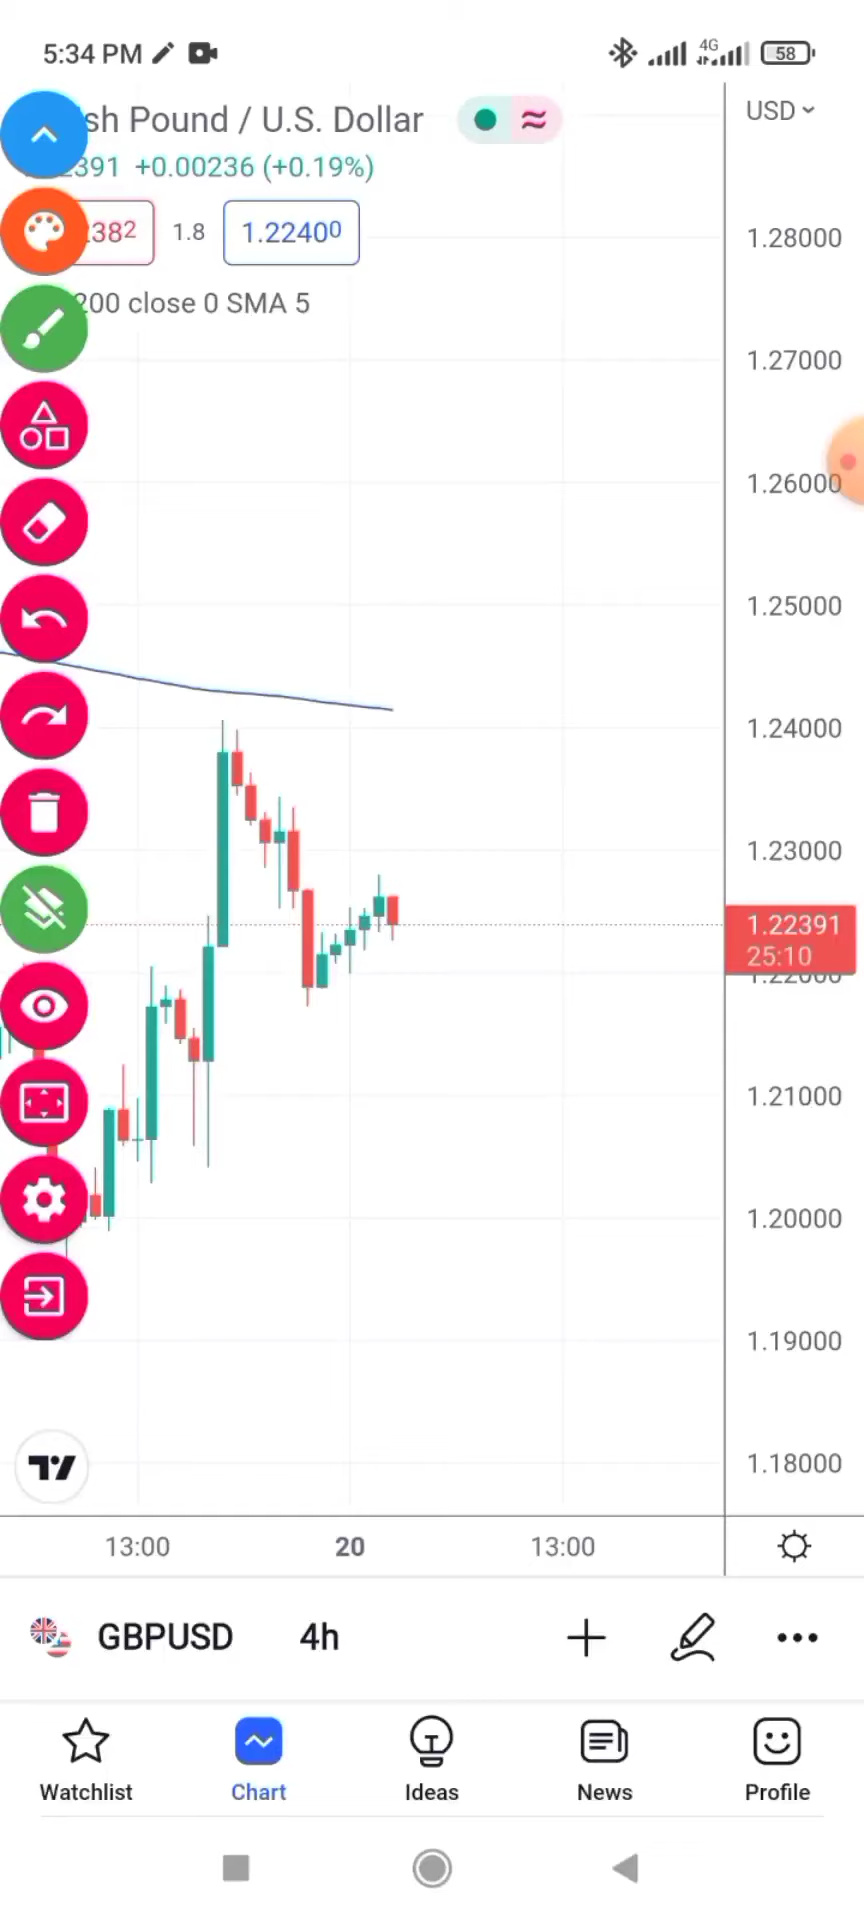 5:34 PM
4G
58
sh Pound / U.S. Dollar
USD
391 +0.00236 (+0.19%)
382
1.8
1.22400
200 close 0 SMA 5
1.28000
1.27000
1.26000
1.25000
1.24000
1.23000
1.22391
25:10
1.22000
1.21000
1.20000
1.19000
1.18000
13:00
20
13:00
GBPUSD
4h
Watchlist
Chart
Ideas
News
Profile